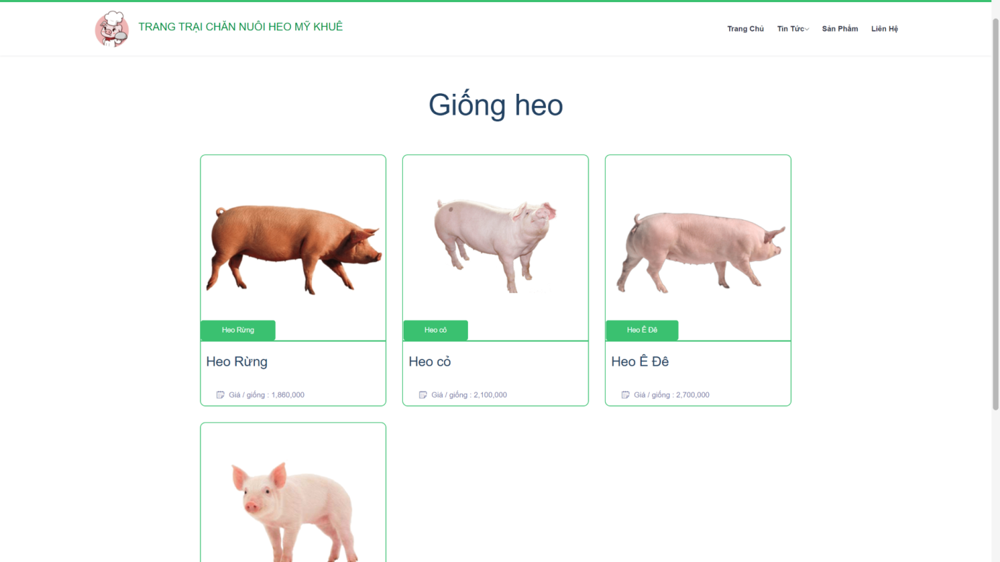 TRANG TRẠI CHĂN NUÔI HEO MỸ KHUÊ
Trang Chủ
Tin Tức
Sản Phẩm
Liên Hệ
Giống heo
Heo Rừng
Heo cỏ
Heo Ê Đê
Heo Rừng
Heo cỏ
Heo Ê Đê
Giá / giống : 1,860,000
Giá / giống : 2,100,000
Giá / giống : 2,700,000